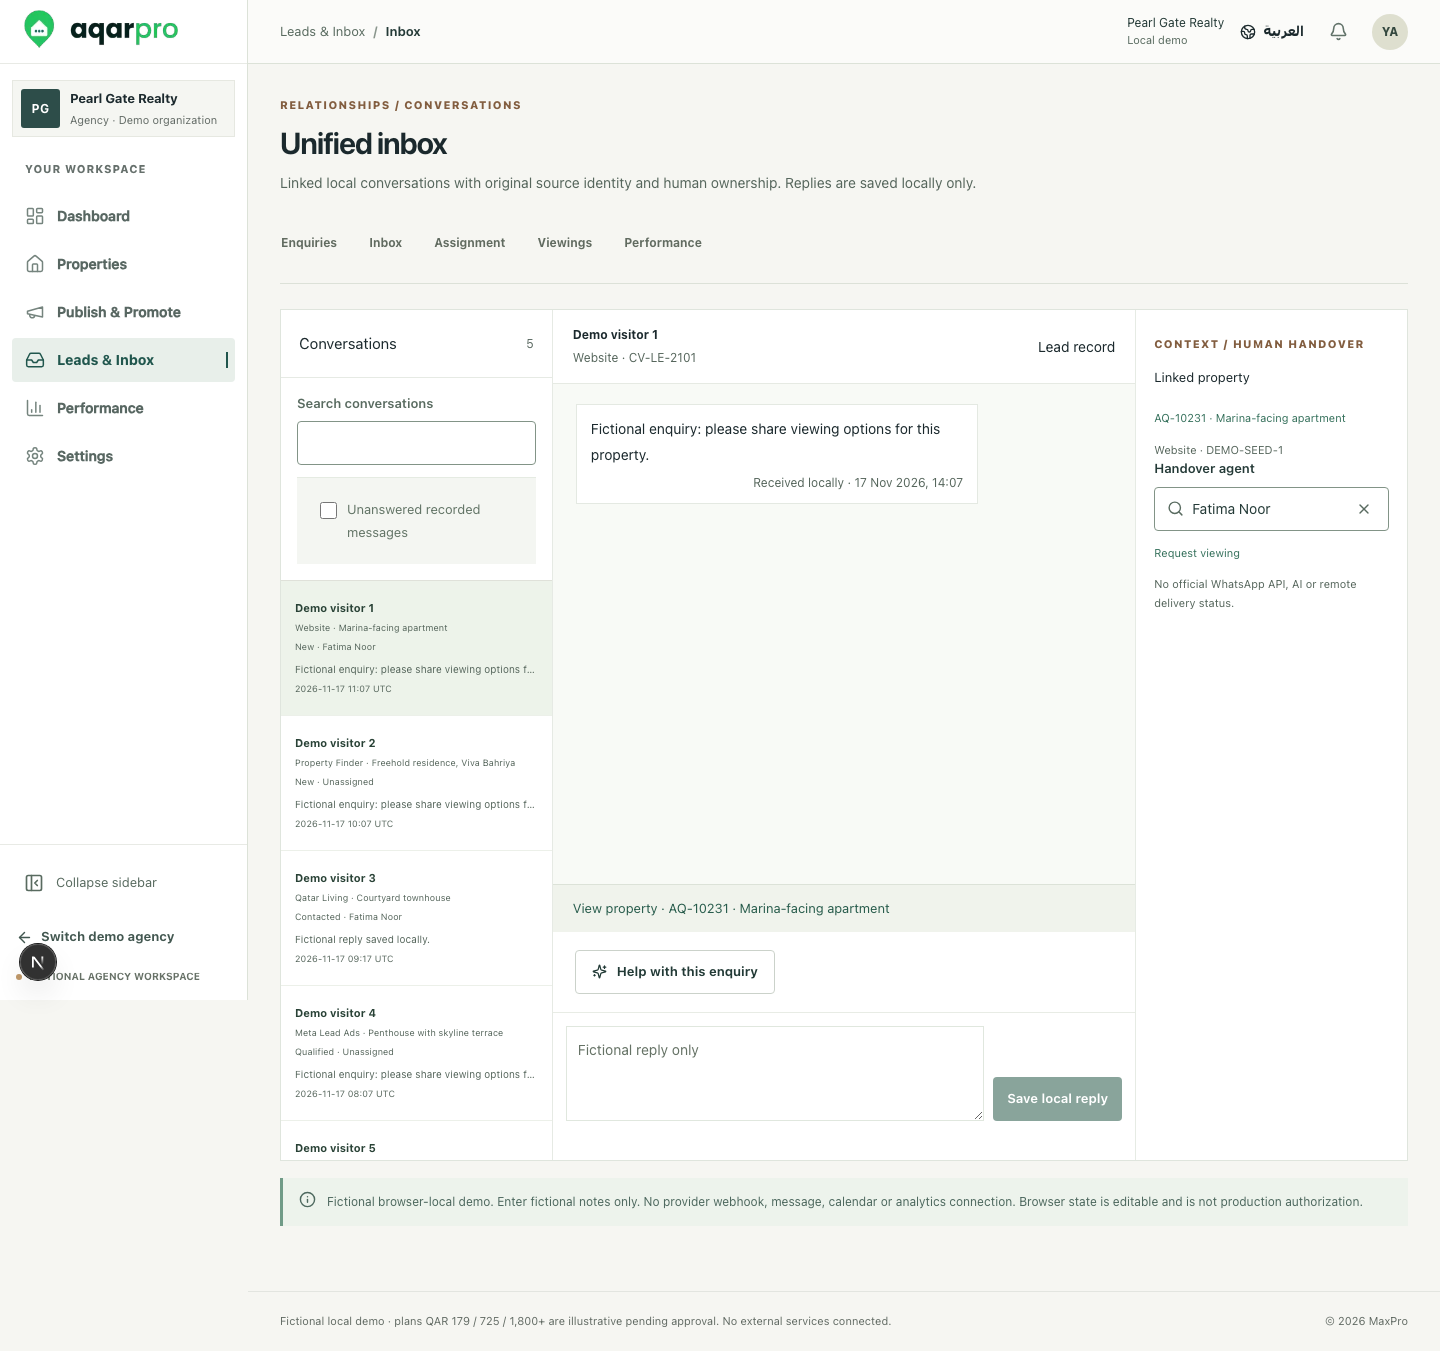 aqarpro
PG
Pearl Gate Realty
Agency · Demo organization
YOUR WORKSPACE
Dashboard
Properties
Publish & Promote
Leads & Inbox
Performance
Settings
Collapse sidebar
Switch demo agency
N
IONAL AGENCY WORKSPACE
Leads & Inbox / Inbox
Pearl Gate Realty
Local demo
العربية
YA
RELATIONSHIPS / CONVERSATIONS
Unified inbox
Linked local conversations with original source identity and human ownership. Replies are saved locally only.
Enquiries Inbox Assignment Viewings Performance
Conversations 5
Search conversations
Unanswered recorded
messages
Demo visitor 1
Website · Marina-facing apartment
New · Fatima Noor
Fictional enquiry: please share viewing options f…
2026-11-17 11:07 UTC
Demo visitor 2
Property Finder · Freehold residence, Viva Bahriya
New · Unassigned
Fictional enquiry: please share viewing options f…
2026-11-17 10:07 UTC
Demo visitor 3
Qatar Living · Courtyard townhouse
Contacted · Fatima Noor
Fictional reply saved locally.
2026-11-17 09:17 UTC
Demo visitor 4
Meta Lead Ads · Penthouse with skyline terrace
Qualified · Unassigned
Fictional enquiry: please share viewing options f…
2026-11-17 08:07 UTC
Demo visitor 5
Demo visitor 1
Website · CV-LE-2101
Lead record
Fictional enquiry: please share viewing options for this
property.
Received locally · 17 Nov 2026, 14:07
View property · AQ-10231 · Marina-facing apartment
Help with this enquiry
Fictional reply only
Save local reply
CONTEXT / HUMAN HANDOVER
Linked property
AQ-10231 · Marina-facing apartment
Website · DEMO-SEED-1
Handover agent
Fatima Noor
Request viewing
No official WhatsApp API, AI or remote
delivery status.
Fictional browser-local demo. Enter fictional notes only. No provider webhook, message, calendar or analytics connection. Browser state is editable and is not production authorization.
Fictional local demo · plans QAR 179 / 725 / 1,800+ are illustrative pending approval. No external services connected.
© 2026 MaxPro